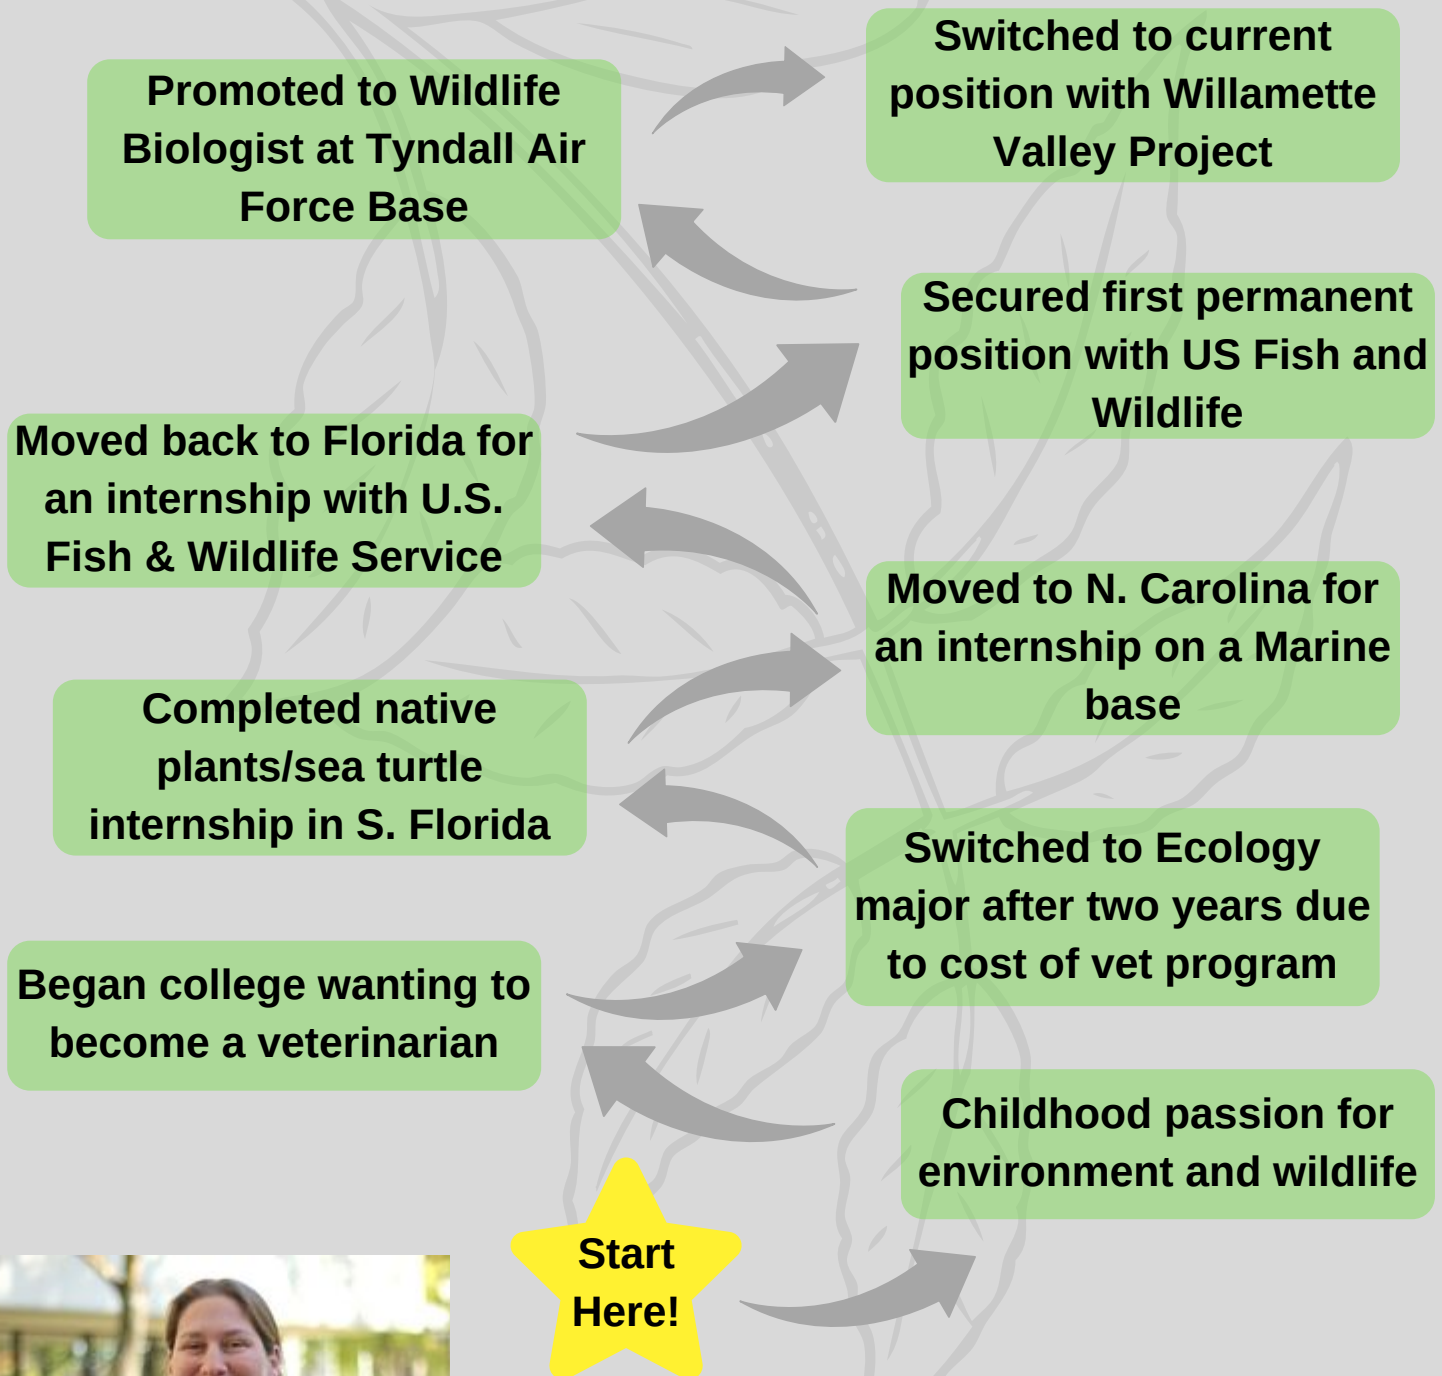 Switched to current
position with Willamette
Valley Project
Promoted to Wildlife
Biologist at Tyndall Air
Force Base
Secured first permanent
position with US Fish and
Wildlife
Moved back to Florida for
an internship with U.S.
Fish & Wildlife Service
Moved to N. Carolina for
an internship on a Marine
base
Completed native
plants/sea turtle
internship in S. Florida
Switched to Ecology
major after two years due
to cost of vet program
Began college wanting to
become a veterinarian
Childhood passion for
environment and wildlife
Start
Here!